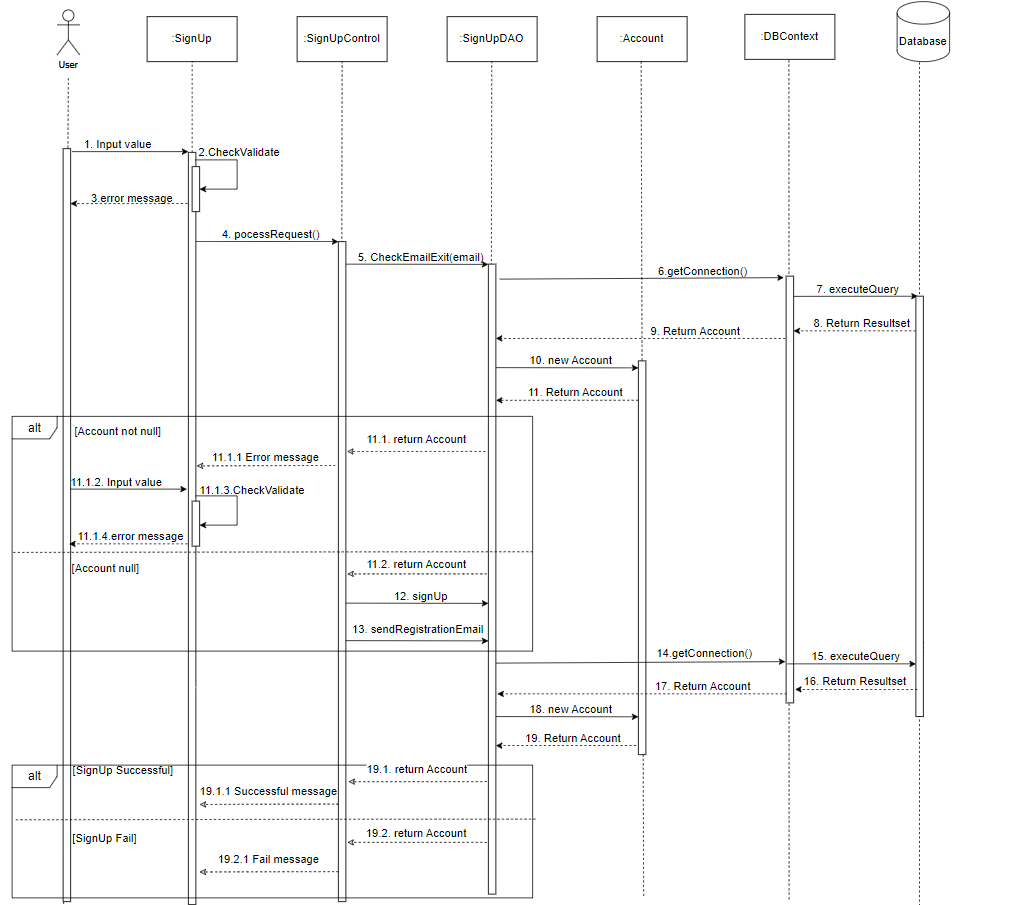 :SignUp
:SignUpControl
:SignUpDAO
:Account
:DBContext
Database
User
1. Input value
2.CheckValidate
3.error message
4. pocessRequest()
5. CheckEmailExit(email)
6.getConnection()
7. executeQuery
8. Return Resultset
9. Return Account
10. new Account
11. Return Account
alt
[Account not null]
11.1. return Account
11.1.1 Error message
11.1.2. Input value
11.1.3.CheckValidate
11.1.4.error message
[Account null]
11.2. return Account
12. signUp
13. sendRegistrationEmail
14.getConnection()
15. executeQuery
16. Return Resultset
17. Return Account
18. new Account
19. Return Account
alt
[SignUp Successful]
19.1. return Account
19.1.1 Successful message
19.2. return Account
[SignUp Fail]
19.2.1 Fail message